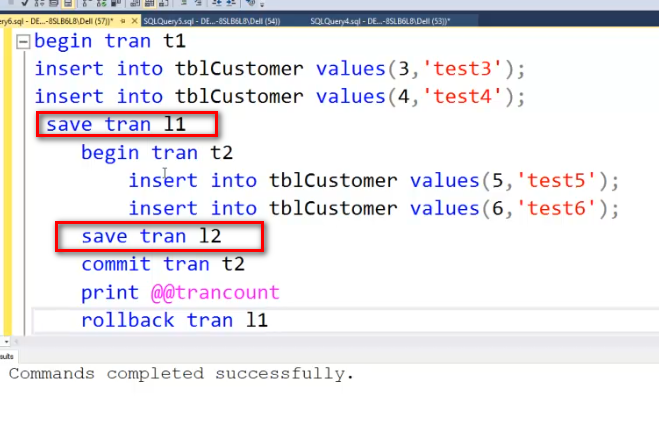 ry6.sql - DE...-8SLB6L8\Dell (57))* SQLQuery5.sql - DE...-8SLB6L8\Dell (54)) SQLQuery4.sql - DE...-8SLB6L8\Dell (53))*
begin tran t1
insert into tblCustomer values(3,'test3');
insert into tblCustomer values(4,'test4');
save tran l1
begin tran t2
insert into tblCustomer values(5,'test5');
insert into tblCustomer values(6,'test6');
save tran l2
commit tran t2
print @@trancount
rollback tran l1
sults
Commands completed successfully.